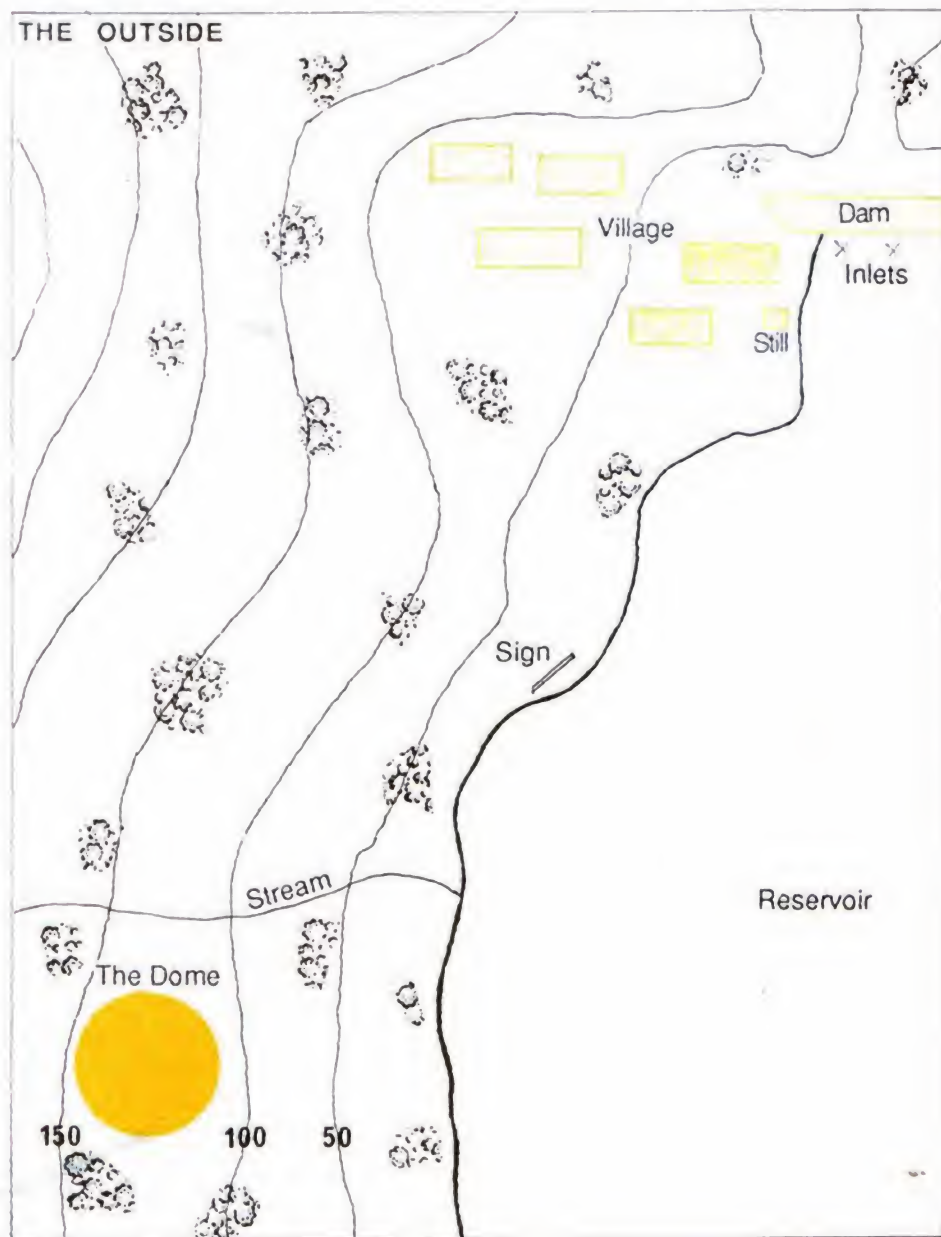 THE OUTSIDE
Village
Dam
Inlets
Still
Sign
Stream
Reservoir
The Dome
150
100
50